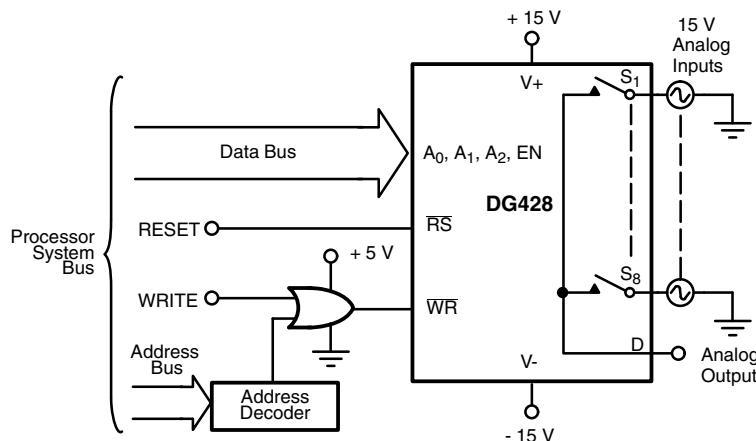 + 15 V
15 V
Analog
Inputs
V+
S1
Data Bus
A0, A1, A2, EN
DG428
Processor
System
Bus
RESET
RS
+ 5 V
S8
WRITE
WR
Address
Bus
D
Analog
Output
V-
Address
Decoder
- 15 V